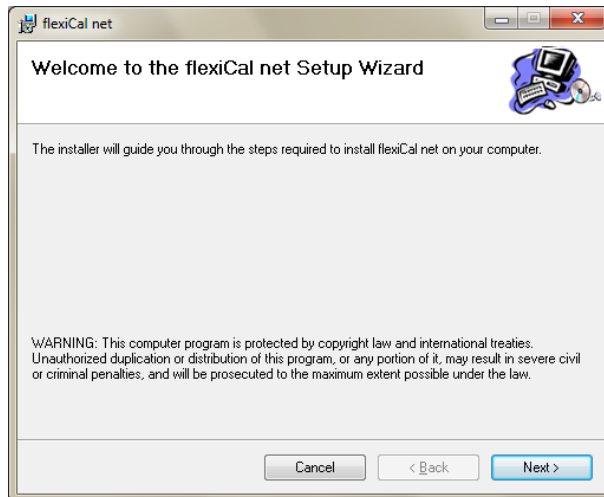 flexiCal net
Welcome to the flexiCal net Setup Wizard
The installer will guide you through the steps required to install flexiCal net on your computer.
WARNING: This computer program is protected by copyright law and international treaties.
Unauthorized duplication or distribution of this program, or any portion of it, may result in severe civil
or criminal penalties, and will be prosecuted to the maximum extent possible under the law.
Cancel
< Back
Next >